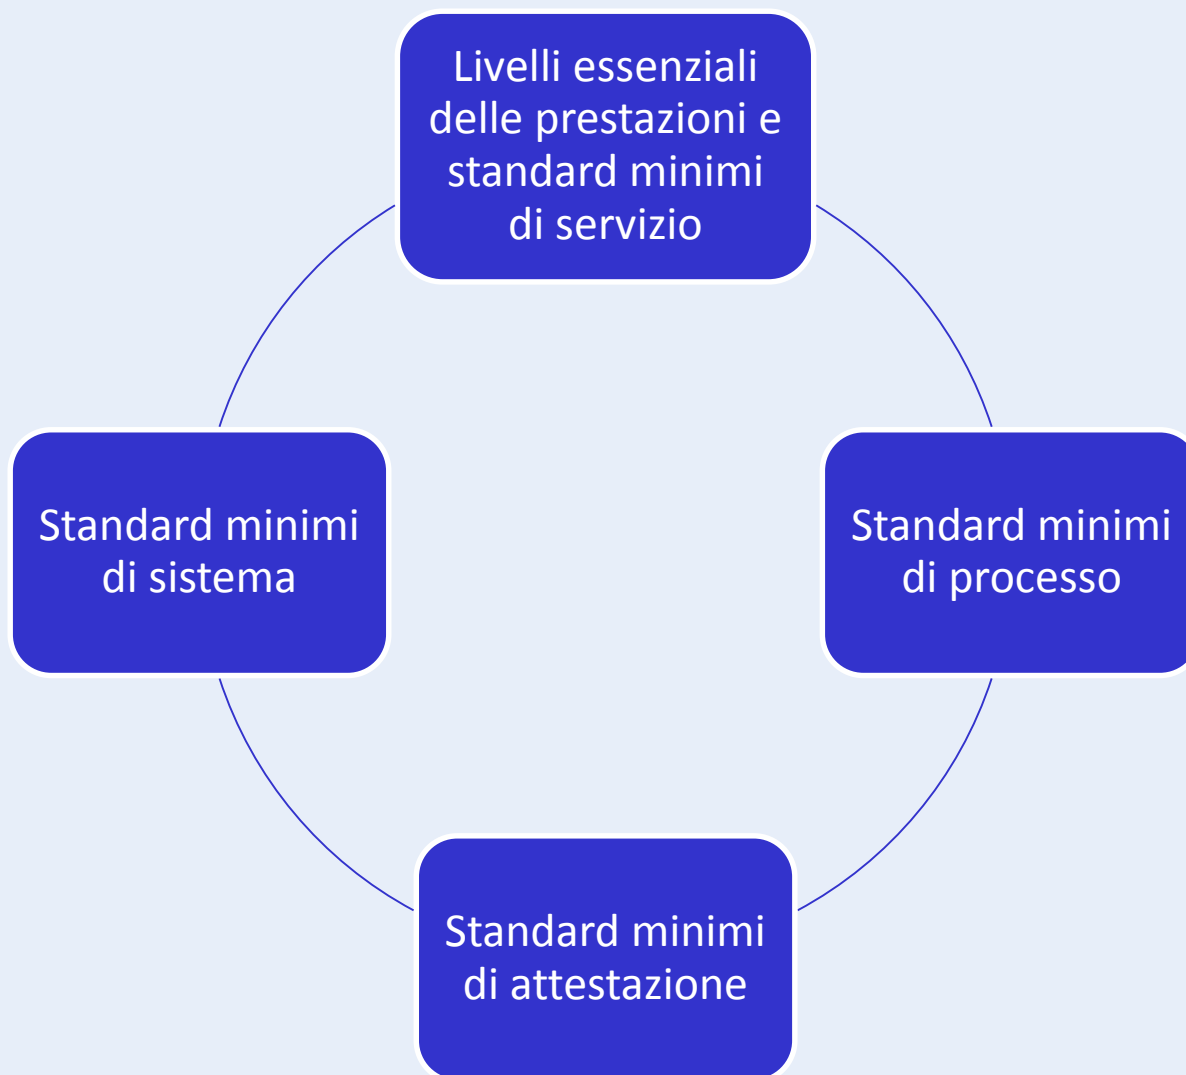 Livelli essenziali
delle prestazioni e
standard minimi
di servizio
Standard minimi
di sistema
Standard minimi
di processo
Standard minimi
di attestazione